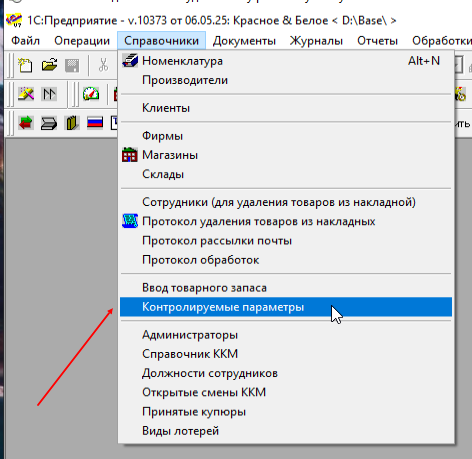 1С:Предприятие - v.10373 от 06.05.25: Красное & Белое < D:\Base\ >
Файл Операции Справочники Документы Журналы Отчеты Обработки
Номенклатура Alt+N
Производители
Клиенты
Фирмы
Магазины
Склады
Сотрудники (для удаления товаров из накладной)
Протокол удаления товаров из накладных
Протокол рассылки почты
Протокол обработок
Ввод товарного запаса
Контролируемые параметры
Администраторы
Справочник ККМ
Должности сотрудников
Открытые смены ККМ
Принятые купюры
Виды лотерей